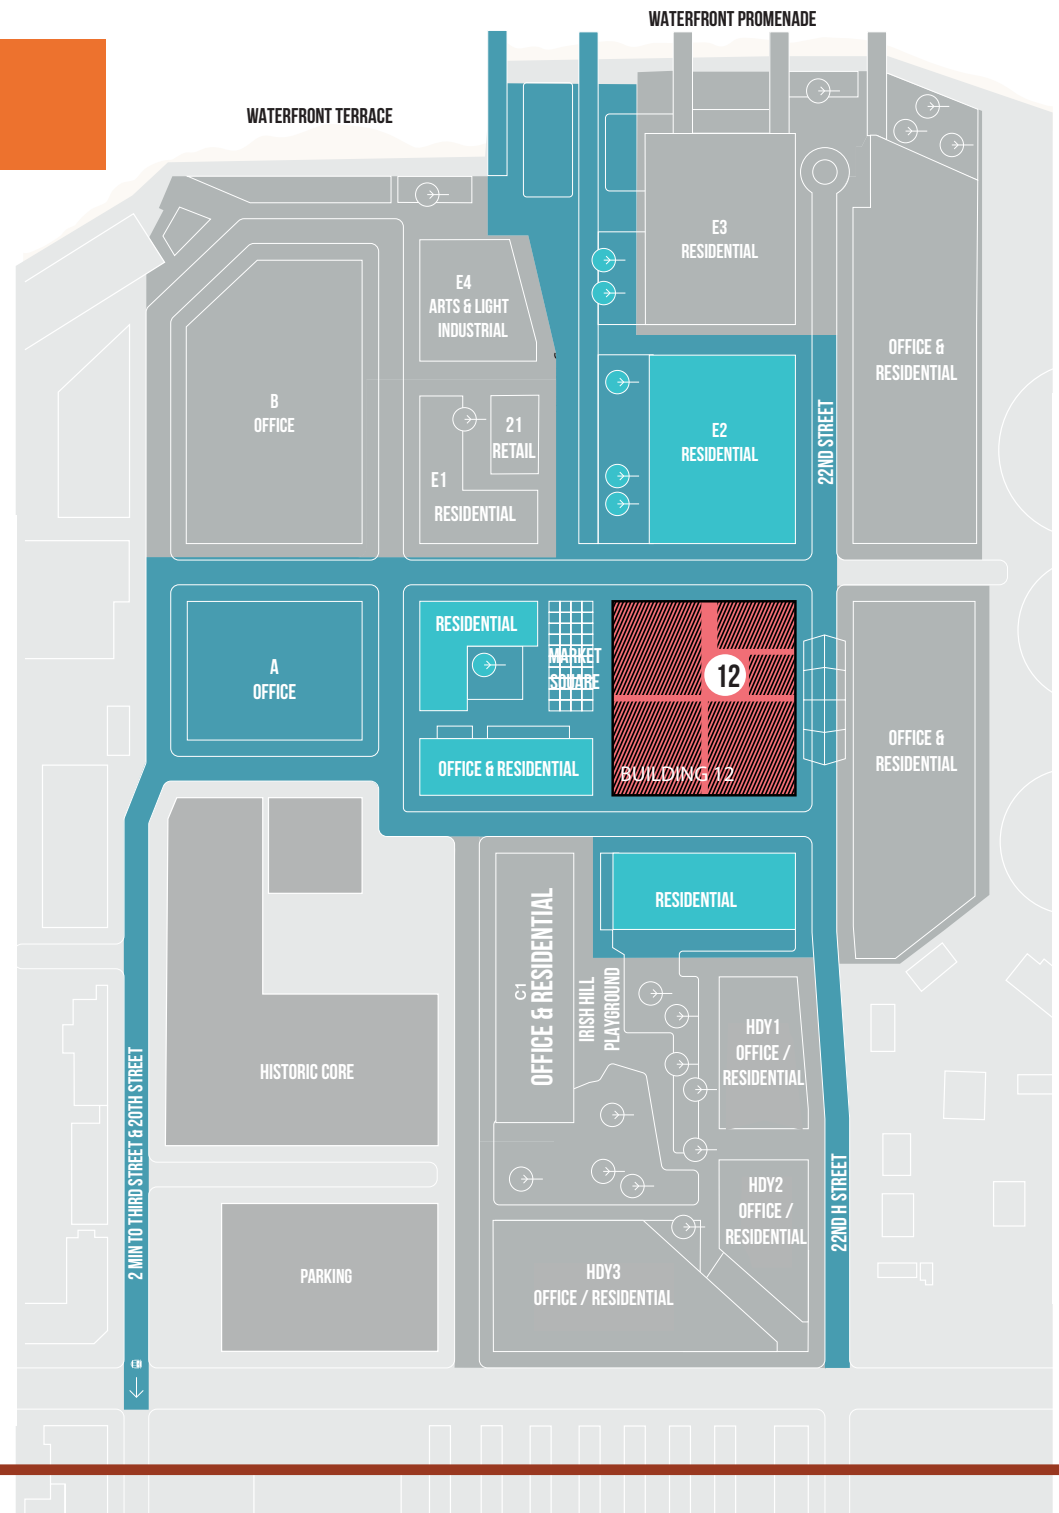 WATERFRONT PROMENADE
WATERFRONT TERRACE
E3
RESIDENTIAL
E4
ARTS & LIGHT
INDUSTRIAL
OFFICE &
RESIDENTIAL
B
OFFICE
21
RETAIL
E1
RESIDENTIAL
E2
RESIDENTIAL
22ND STREET
A
OFFICE
RESIDENTIAL
MARKET
SQUARE
12
BUILDING 12
OFFICE & RESIDENTIAL
OFFICE &
RESIDENTIAL
RESIDENTIAL
C1
OFFICE & RESIDENTIAL
IRISH HILL
PLAYGROUND
HDY1
OFFICE /
RESIDENTIAL
HISTORIC CORE
2 MIN TO THIRD STREET & 20TH STREET
HDY2
OFFICE /
RESIDENTIAL
22ND H STREET
PARKING
HDY3
OFFICE / RESIDENTIAL